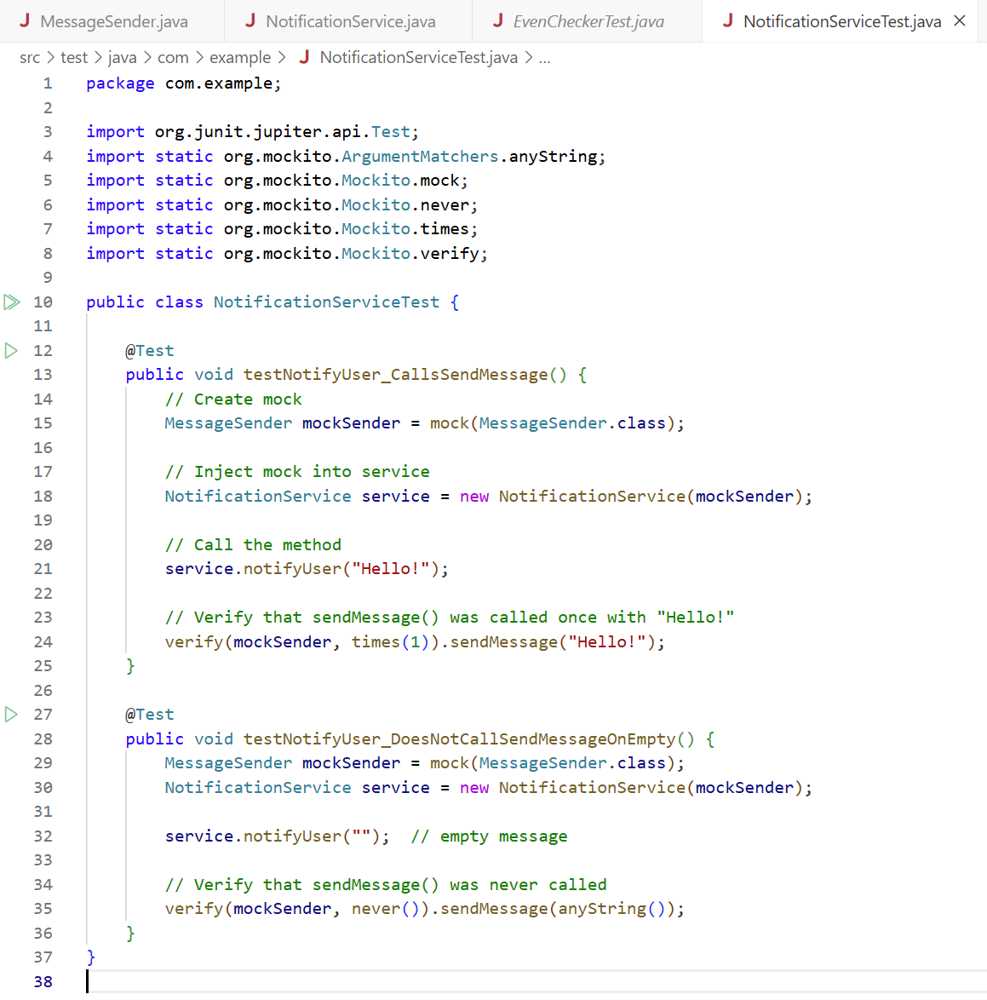 MessageSender.java NotificationService.java EvenCheckerTest.java NotificationServiceTest.java
src > test > java > com > example > NotificationServiceTest.java > ...
1 package com.example;
2
3 import org.junit.jupiter.api.Test;
4 import static org.mockito.ArgumentMatchers.anyString;
5 import static org.mockito.Mockito.mock;
6 import static org.mockito.Mockito.never;
7 import static org.mockito.Mockito.times;
8 import static org.mockito.Mockito.verify;
9
10 public class NotificationServiceTest {
11
12     @Test
13     public void testNotifyUser_CallsSendMessage() {
14         // Create mock
15         MessageSender mockSender = mock(MessageSender.class);
16
17         // Inject mock into service
18         NotificationService service = new NotificationService(mockSender);
19
20         // Call the method
21         service.notifyUser("Hello!");
22
23         // Verify that sendMessage() was called once with "Hello!"
24         verify(mockSender, times(1)).sendMessage("Hello!");
25     }
26
27     @Test
28     public void testNotifyUser_DoesNotCallSendMessageOnEmpty() {
29         MessageSender mockSender = mock(MessageSender.class);
30         NotificationService service = new NotificationService(mockSender);
31
32         service.notifyUser("");  // empty message
33
34         // Verify that sendMessage() was never called
35         verify(mockSender, never()).sendMessage(anyString());
36     }
37 }
38